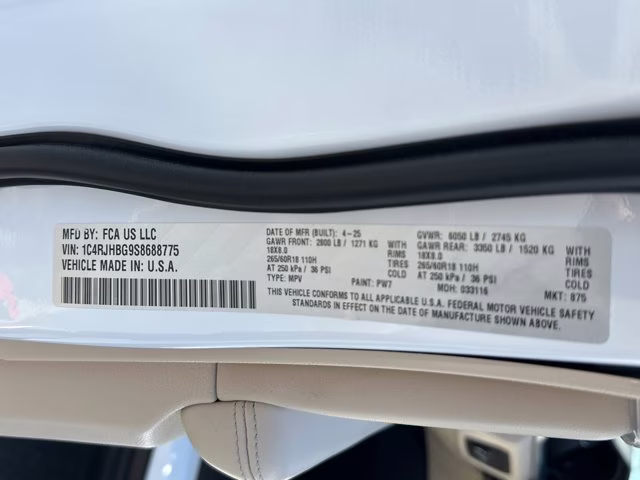 MFD BY: FCA US LLC
VIN: 1C4RJHBG9S8688775
VEHICLE MADE IN U.S.A.
DATE OF MFR (BUILT): 4-25 GVWR: 6050 LB / 2745 KG
GAWR FRONT: 2800 LB / 1271 KG WITH GAWR REAR: 3350 LB / 1520 KG WITH
18X8.0 RIMS 18X8.0 RIMS
265/60R18 110H TIRES 265/60R18 110H TIRES
AT 250 kPa / 36 PSI COLD AT 250 kPa / 36 PSI COLD
TYPE: MPV PAINT: PW7 MDH: 033116 MKT: 875
THIS VEHICLE CONFORMS TO ALL APPLICABLE U.S.A. FEDERAL MOTOR VEHICLE SAFETY
STANDARDS IN EFFECT ON THE DATE OF MANUFACTURE SHOWN ABOVE.